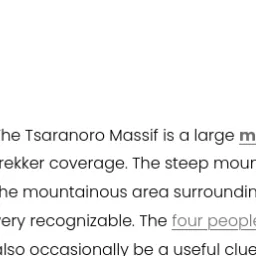 he Tsaranoro Massif is a large m
rekker coverage. The steep moun
he mountainous area surroundin
ery recognizable. The four people
also occasionally be a useful clue